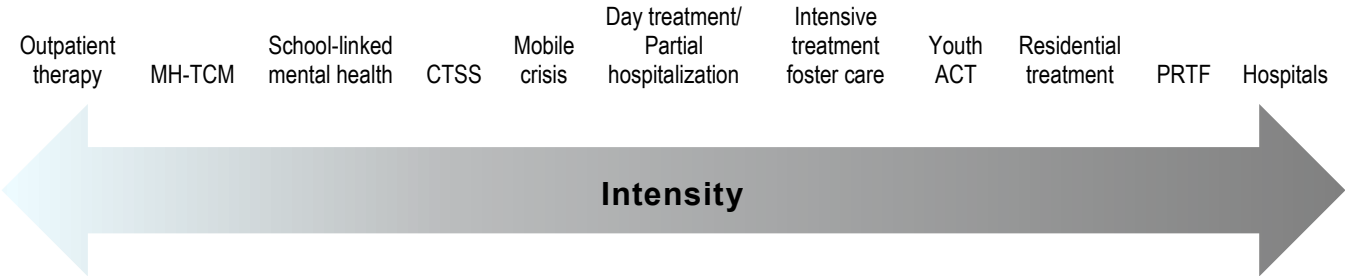 Outpatient
therapy
MH-TCM
School-linked
mental health
CTSS
Mobile
crisis
Day treatment/
Partial
hospitalization
Intensive
treatment
foster care
Youth
ACT
Residential
treatment
PRTF
Hospitals
Intensity